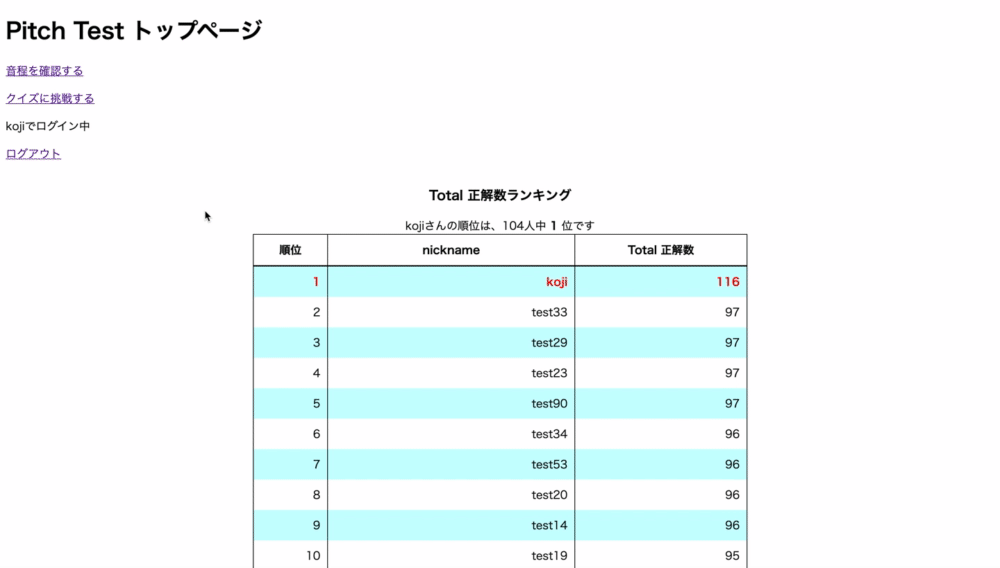 Pitch Test トップページ
音程を確認する
クイズに挑戦する
kojiでログイン中
ログアウト
Total 正解数ランキング
kojiさんの順位は、104人中 1 位です
順位 nickname Total 正解数
1 koji 116
2 test33 97
3 test29 97
4 test23 97
5 test90 97
6 test34 96
7 test53 96
8 test20 96
9 test14 96
10 test19 95